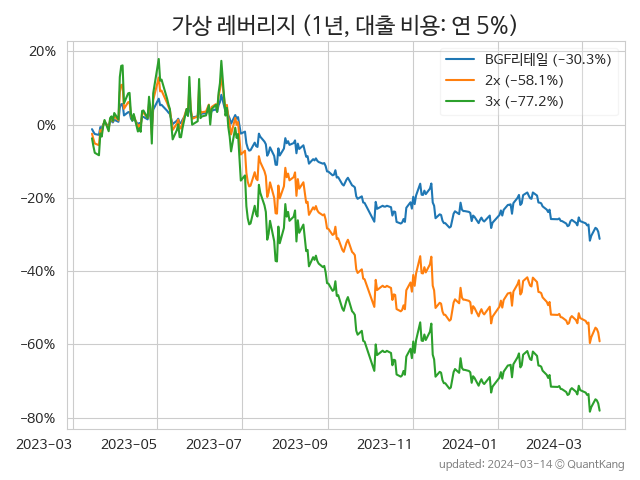 가상 레버리지 (1년, 대출 비용: 연 5%)
BGF리테일 (−30.3%)
2x (−58.1%)
3x (−77.2%)
20%
0%
−20%
−40%
−60%
−80%
2023-03 2023-05 2023-07 2023-09 2023-11 2024-01 2024-03
updated: 2024-03-14 © QuantKang